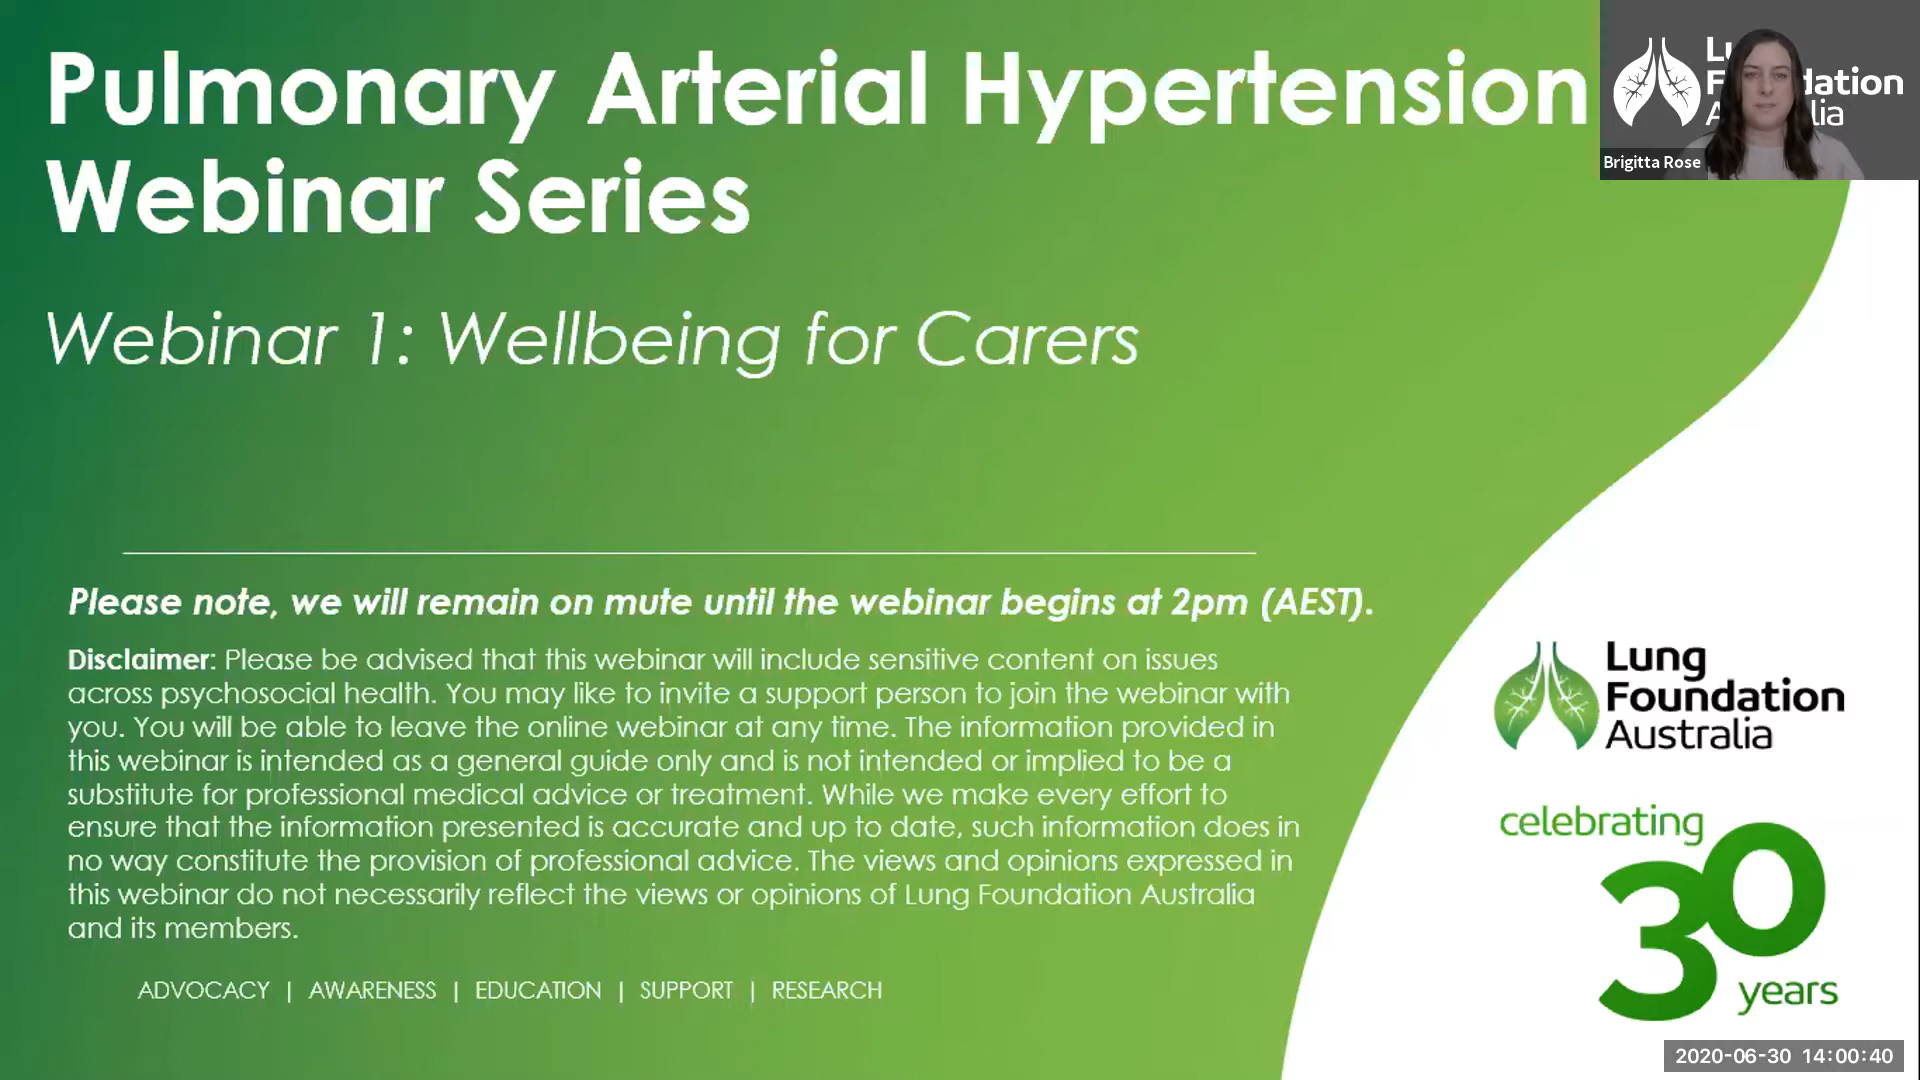 Pulmonary Arterial Hypertension
Webinar Series
Webinar 1: Wellbeing for Carers
Please note, we will remain on mute until the webinar begins at 2pm (AEST).
Disclaimer: Please be advised that this webinar will include sensitive content on issues
across psychosocial health. You may like to invite a support person to join the webinar with
you. You will be able to leave the online webinar at any time. The information provided in
this webinar is intended as a general guide only and is not intended or implied to be a
substitute for professional medical advice or treatment. While we make every effort to
ensure that the information presented is accurate and up to date, such information does in
no way constitute the provision of professional advice. The views and opinions expressed in
this webinar do not necessarily reflect the views or opinions of Lung Foundation Australia
and its members.
ADVOCACY | AWARENESS | EDUCATION | SUPPORT | RESEARCH
Brigitta Rose
Lung
Foundation
Australia
celebrating
30
years
2020-06-30 14:00:40